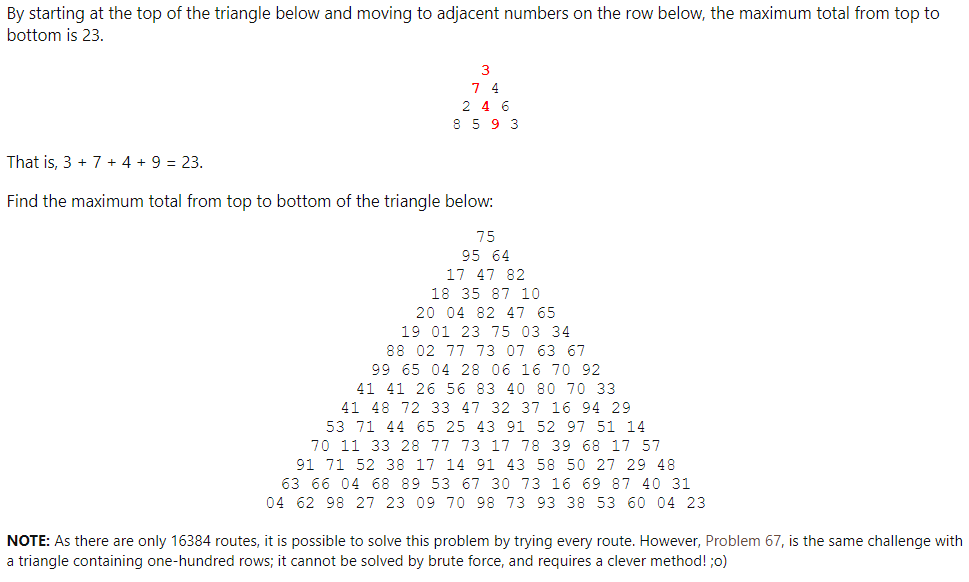 By starting at the top of the triangle below and moving to adjacent numbers on the row below, the maximum total from top to
bottom is 23.
3
7 4
2 4 6
8 5 9 3
That is, 3 + 7 + 4 + 9 = 23.
Find the maximum total from top to bottom of the triangle below:
75
95 64
17 47 82
18 35 87 10
20 04 82 47 65
19 01 23 75 03 34
88 02 77 73 07 63 67
99 65 04 28 06 16 70 92
41 41 26 56 83 40 80 70 33
41 48 72 33 47 32 37 16 94 29
53 71 44 65 25 43 91 52 97 51 14
70 11 33 28 77 73 17 78 39 68 17 57
91 71 52 38 17 14 91 43 58 50 27 29 48
63 66 04 68 89 53 67 30 73 16 69 87 40 31
04 62 98 27 23 09 70 98 73 93 38 53 60 04 23
NOTE: As there are only 16384 routes, it is possible to solve this problem by trying every route. However, Problem 67, is the same challenge with
a triangle containing one-hundred rows; it cannot be solved by brute force, and requires a clever method! ;o)